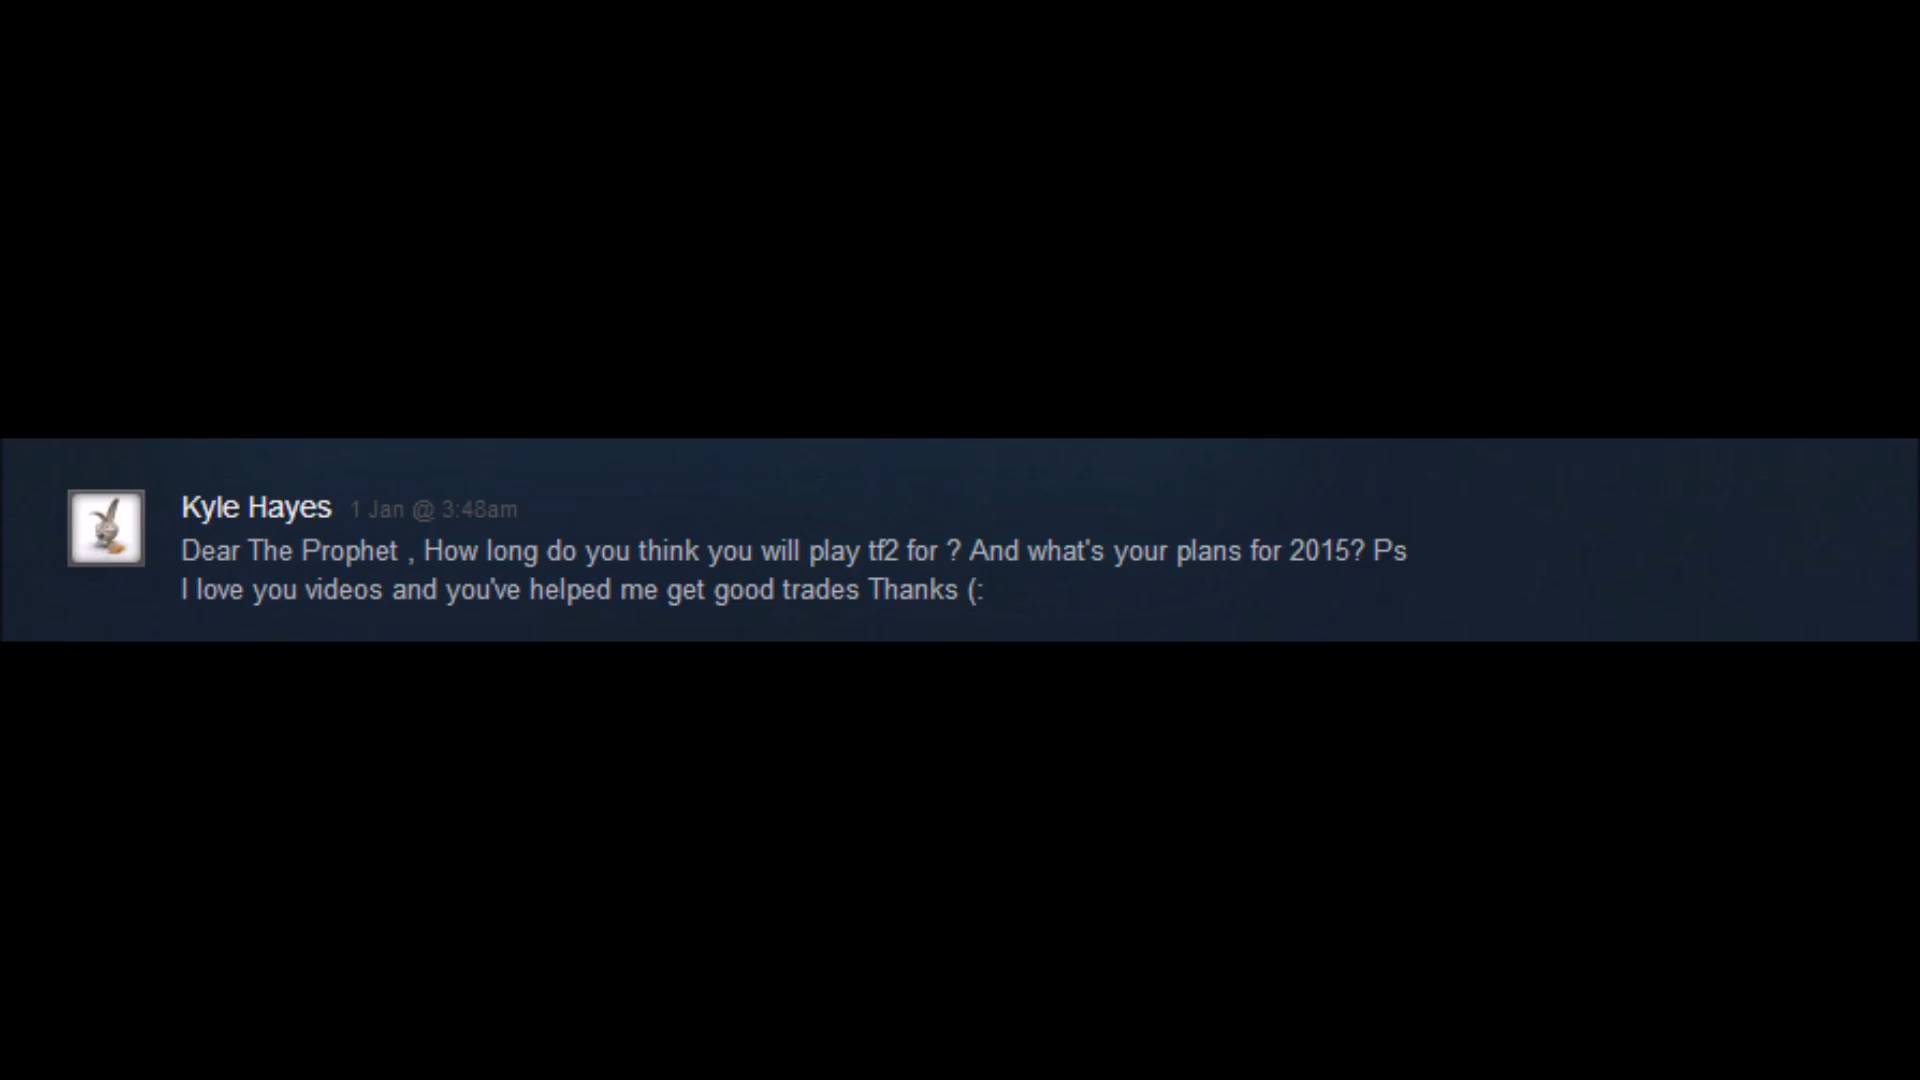 Kyle Hayes 1 Jan @ 3:48am
Dear The Prophet , How long do you think you will play tf2 for ? And what's your plans for 2015? Ps
I love you videos and you've helped me get good trades Thanks (: